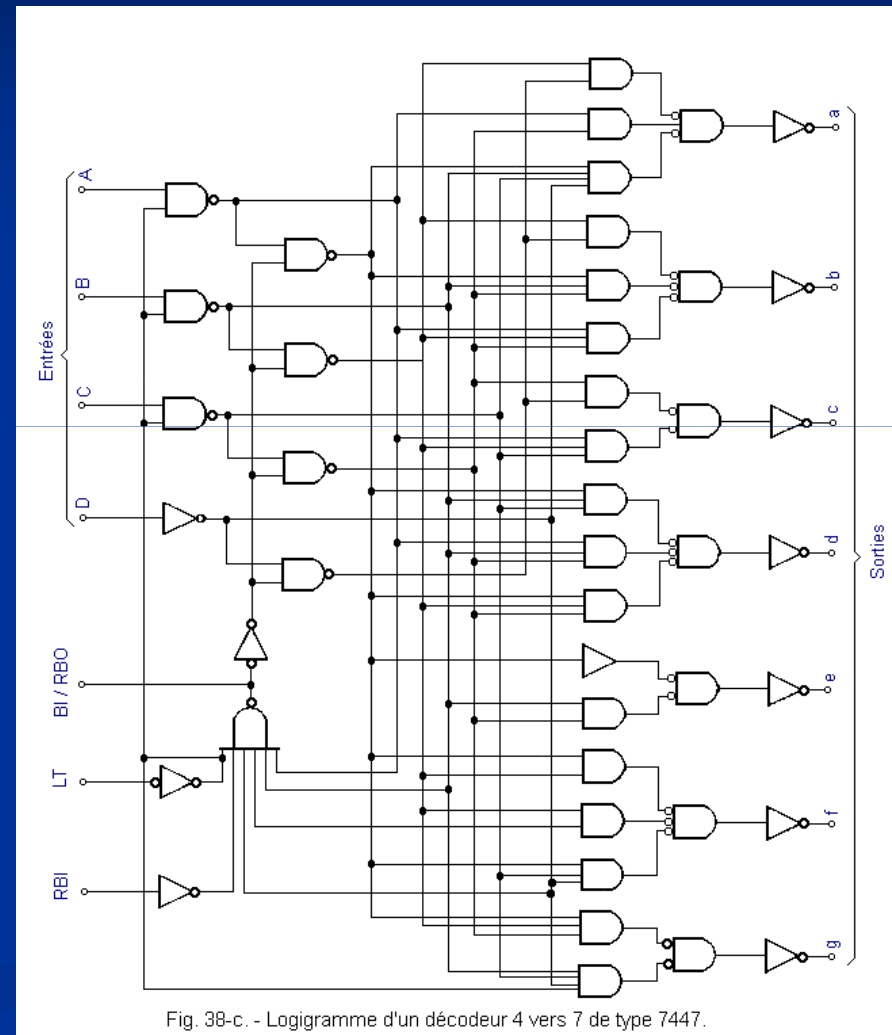 Entrées
A
B
C
D
BI / RBO
LT
RBI
a
b
c
d
e
f
g
Sorties
Fig. 38-c. - Logigramme d'un décodeur 4 vers 7 de type 7447.